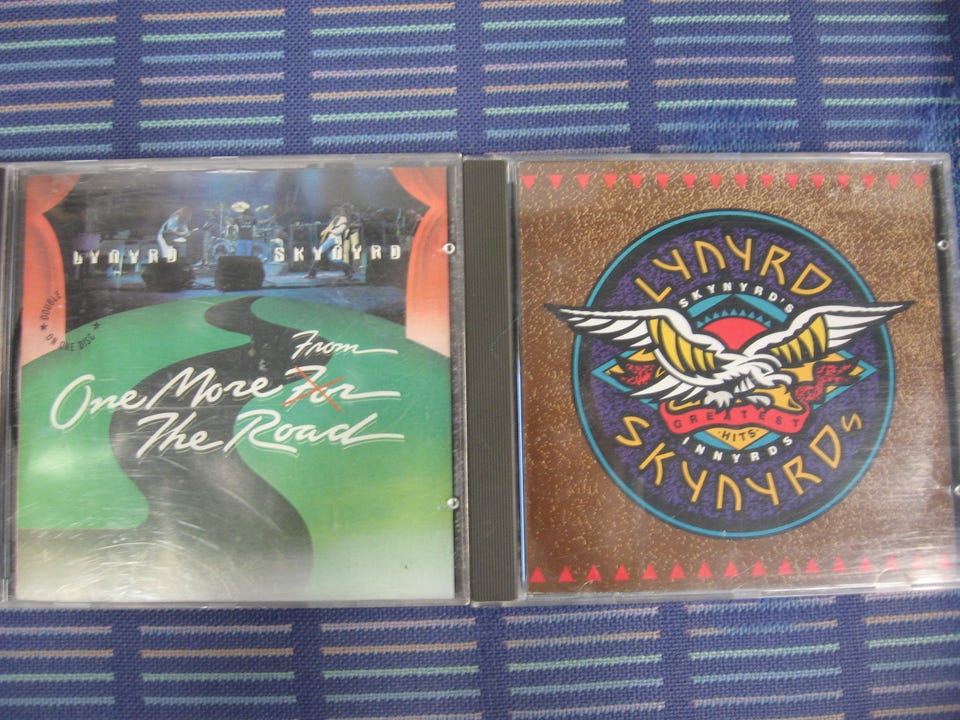 LYNYRD SKYNYRD
★ DOUBLE ★
ON ONE DISC
From
One More For
The Road
LYNYRD
SKYNYRD'S
GREATEST
HITS
INNYRDS
SKYNYRDS